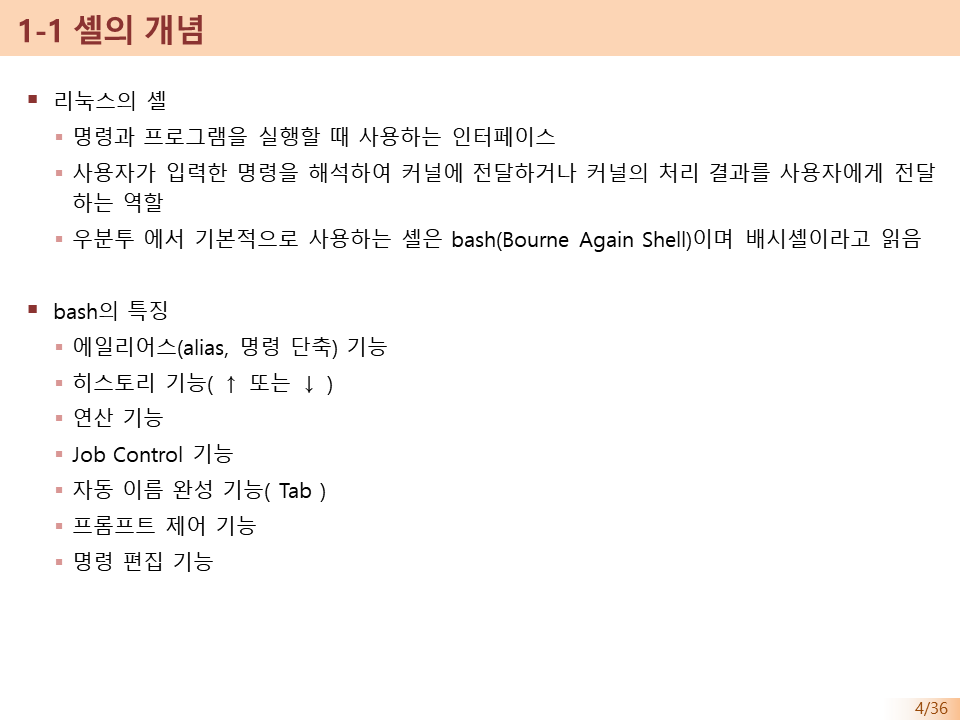 1-1 셸의 개념
리눅스의 셸
명령과 프로그램을 실행할 때 사용하는 인터페이스
사용자가 입력한 명령을 해석하여 커널에 전달하거나 커널의 처리 결과를 사용자에게 전달
하는 역할
우분투 에서 기본적으로 사용하는 셸은 bash(Bourne Again Shell)이며 배시셸이라고 읽음
bash의 특징
에일리어스(alias, 명령 단축) 기능
히스토리 기능( ↑ 또는 ↓ )
연산 기능
Job Control 기능
자동 이름 완성 기능( Tab )
프롬프트 제어 기능
명령 편집 기능
4/36